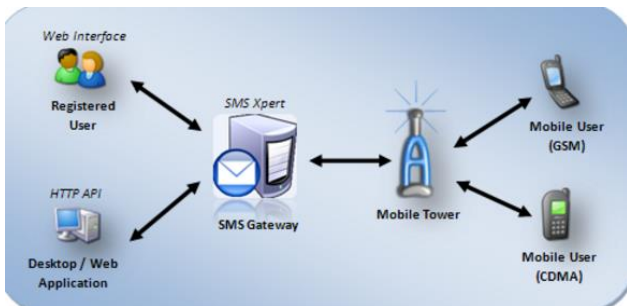 Web Interface
Registered
User
SMS Xpert
SMS Gateway
HTTP API
Desktop / Web
Application
Mobile Tower
Mobile User
(GSM)
Mobile User
(CDMA)